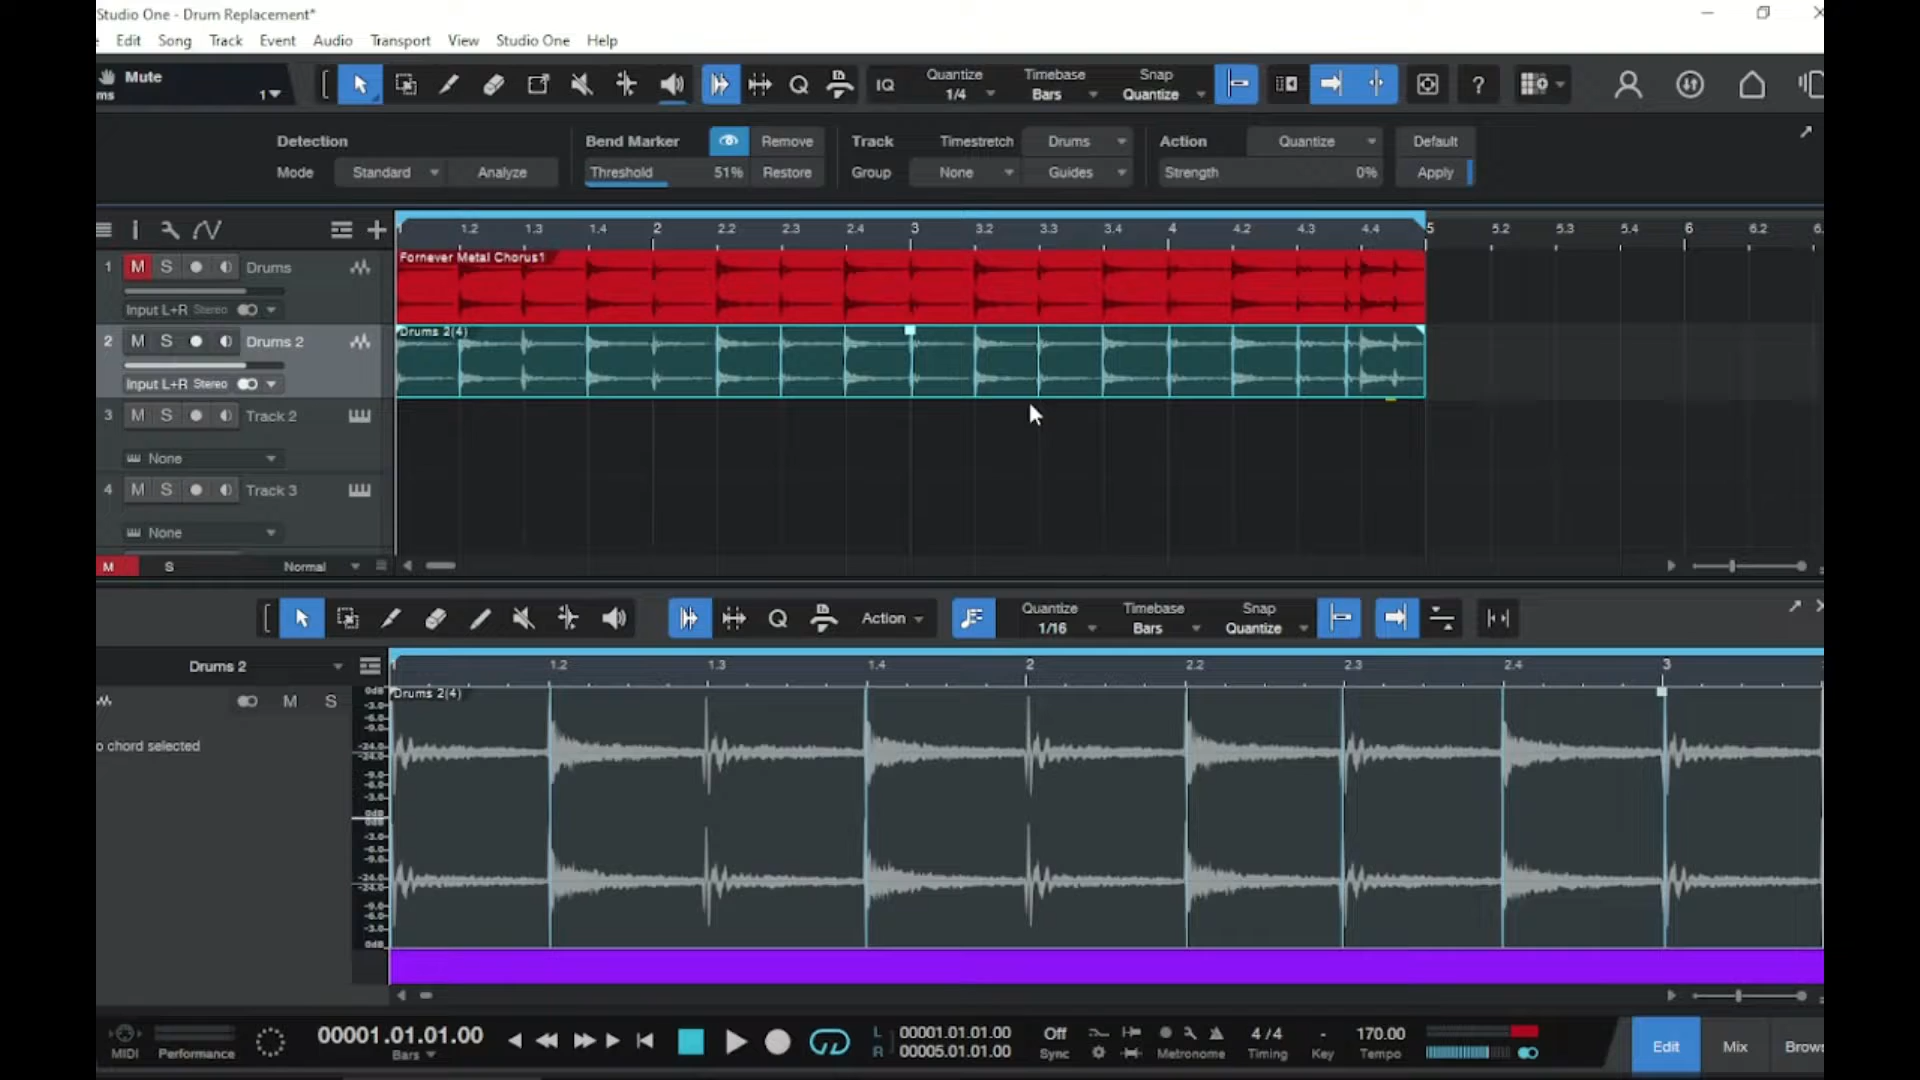 Studio One - Drum Replacement*
Edit Song Track Event Audio Transport View Studio One Help
Mute
ms 1
IQ Quantize 1/4 Timebase Bars Snap Quantize ?
Detection Bend Marker Remove Track Timestretch Drums Action Quantize Default
Mode Standard Analyze Threshold 51% Restore Group None Guides Strength 0% Apply
1.2 1.3 1.4 2 2.2 2.3 2.4 3 3.2 3.3 3.4 4 4.2 4.3 4.4 5 5.2 5.3 5.4 6 6.2 6.
1 M S Drums
Fornever Metal Chorus1
Input L+R Stereo
2 M S Drums 2
Drums 2(4)
Input L+R Stereo
3 M S Track 2
None
4 M S Track 3
None
M S Normal
Q Action Quantize 1/16 Timebase Bars Snap Quantize
Drums 2
1.2 1.3 1.4 2 2.2 2.3 2.4 3
M S
Drums 2(4)
o chord selected
0dB
-3.0
-6.0
-9.0
-24.0
-24.0
-9.0
-6.0
-3.0
0dB
0dB
-3.0
-6.0
-9.0
-24.0
-24.0
-9.0
-6.0
-3.0
0dB
MIDI Performance
00001.01.01.00
Bars
L 00001.01.01.00
R 00005.01.01.00
Off
Sync
Metronome
4 / 4
Timing
-
Key
170.00
Tempo
Edit Mix Brow